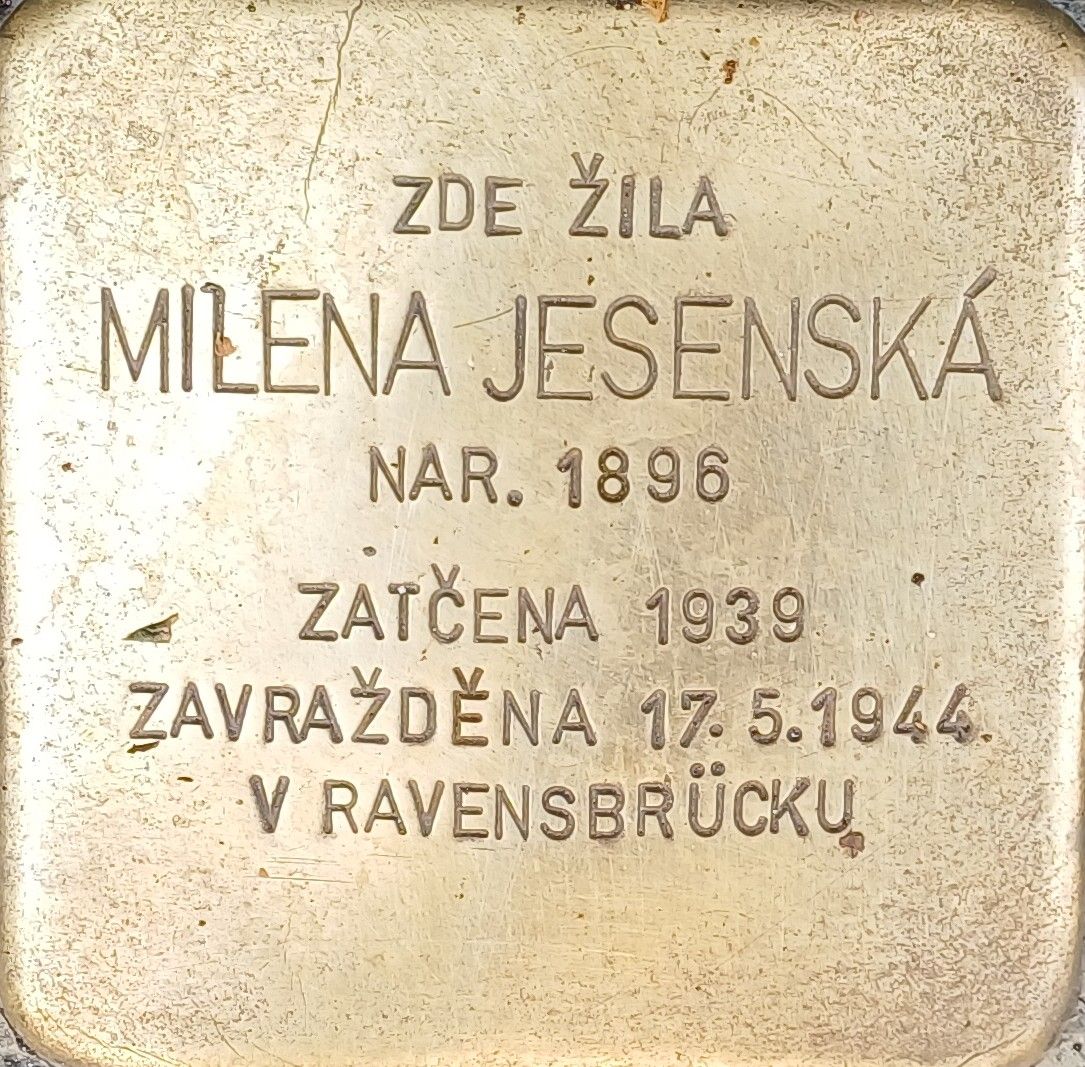 ZDE ŽILA
MILENA JESENSKÁ
NAR. 1896
ZATČENA 1939
ZAVRAŽDĚNA 17. 5. 1944
V RAVENSBRÜCKU